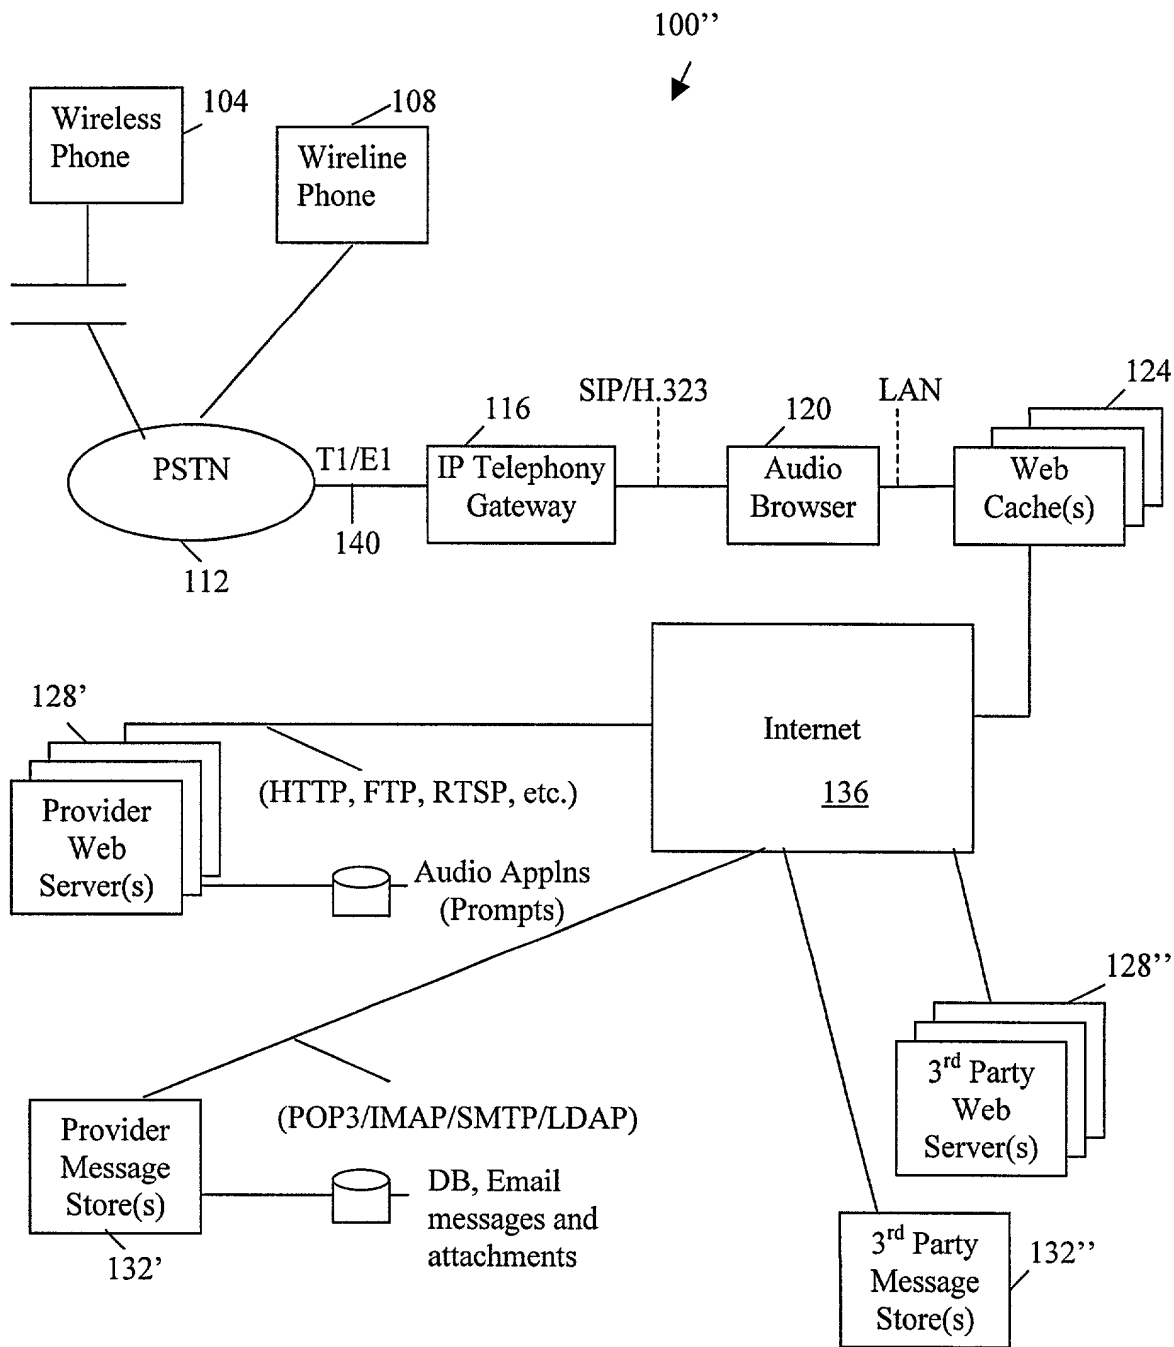 100’’
104
108
Wireless
Phone
Wireline
Phone
124
SIP/H.323
LAN
116
120
PSTN
T1/E1
IP Telephony
Gateway
Audio
Browser
Web
Cache(s)
140
112
128’
Internet
136
(HTTP, FTP, RTSP, etc.)
Provider
Web
Server(s)
Audio Applns
(Prompts)
128’’
3rd Party
Web
Server(s)
(POP3/IMAP/SMTP/LDAP)
Provider
Message
Store(s)
DB, Email
messages and
attachments
132’
3rd Party
Message
Store(s)
132’’